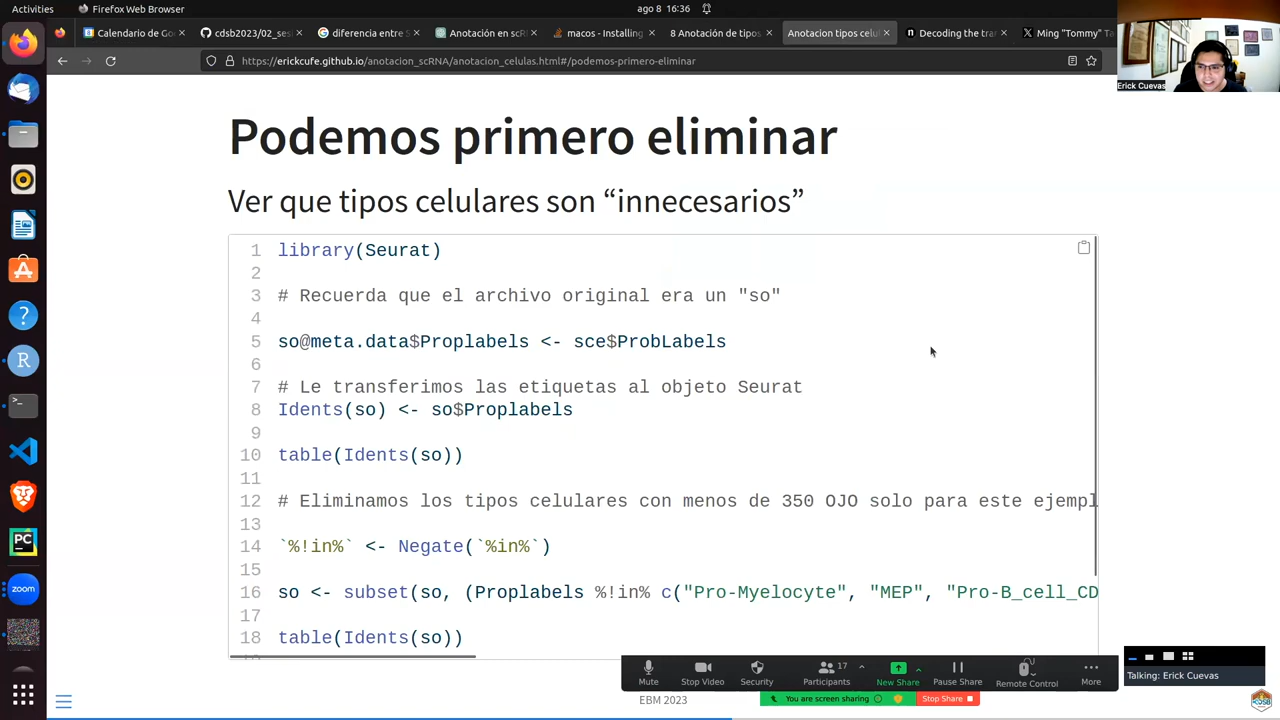 Activities
Firefox Web Browser
ago 8 16:36
Calendario de Go
cdsb2023/02_ses
diferencia entre S
Anotación en so
macos - Installing
8 Anotación de tipos
Anotacion tipos celul
Decoding the tra
Ming "Tommy" Ta
https://erickcufe.github.io/anotacion_scRNA/anotacion_celulas.html#/podemos-primero-eliminar
Erick Cuevas
Podemos primero eliminar
Ver que tipos celulares son “innecesarios”
1 library(Seurat)
2
3 # Recuerda que el archivo original era un "so"
4
5 so@meta.data$Proplabels <- sce$ProbLabels
6
7 # Le transferimos las etiquetas al objeto Seurat
8 Idents(so) <- so$Proplabels
9
10 table(Idents(so))
11
12 # Eliminamos los tipos celulares con menos de 350 OJO solo para este ejempl
13
14 `%!in%` <- Negate(`%in%`)
15
16 so <- subset(so, (Proplabels %!in% c("Pro-Myelocyte", "MEP", "Pro-B_cell_CD
17
18 table(Idents(so))
Mute
Stop Video
Security
Participants
17
New Share
Pause Share
Remote Control
More
You are screen sharing
Stop Share
Talking: Erick Cuevas
EBM 2023
PC
zoom
R